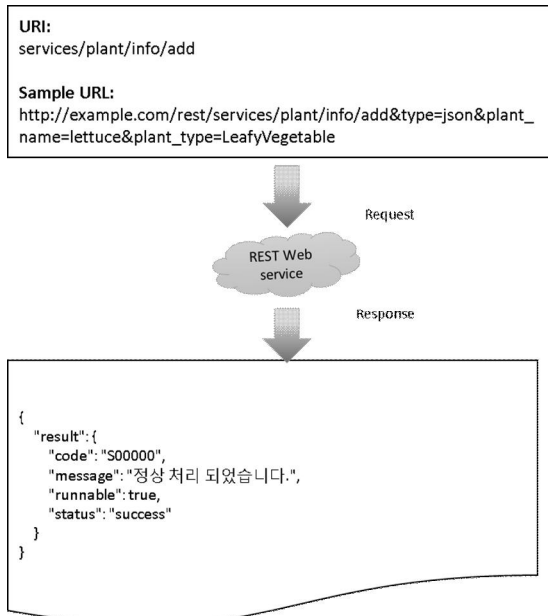 URI:
services/plant/info/add
Sample URL:
http://example.com/rest/services/plant/info/add&type=json&plant_
name=lettuce&plant_type=LeafyVegetable
Request
REST Web
service
Response
{
"result":{
"code":"S00000",
"message":"정상 처리 되었습니다.",
"runnable":true,
"status":"success"
}
}